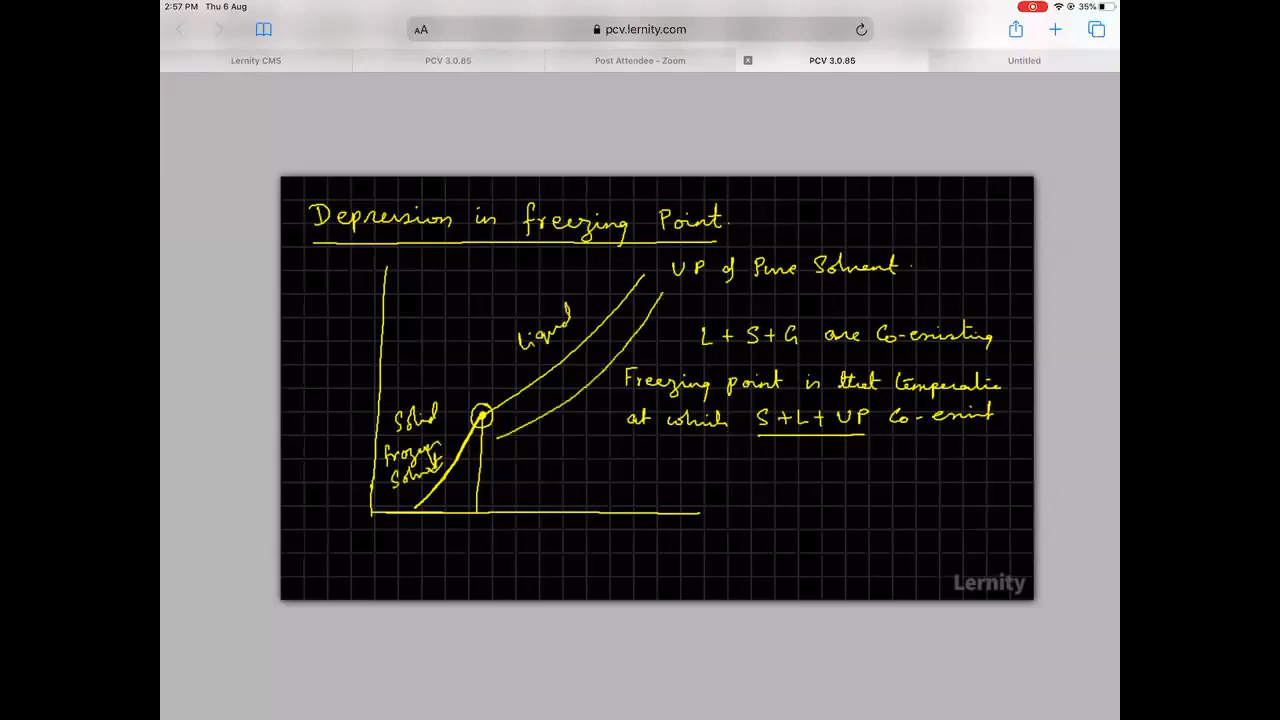 2:57 PM Thu 6 Aug
35%
AA
pcv.lernity.com
Lernity CMS
PCV 3.0.85
Post Attendee - Zoom
PCV 3.0.85
Untitled
Depression in freezing Point.
VP of Pure Solvent.
Liquid
L + S + G are Co-existing
Freezing point is that temperature
at which S + L + VP Co-exist
Solid
frozen
Solvent
Lernity